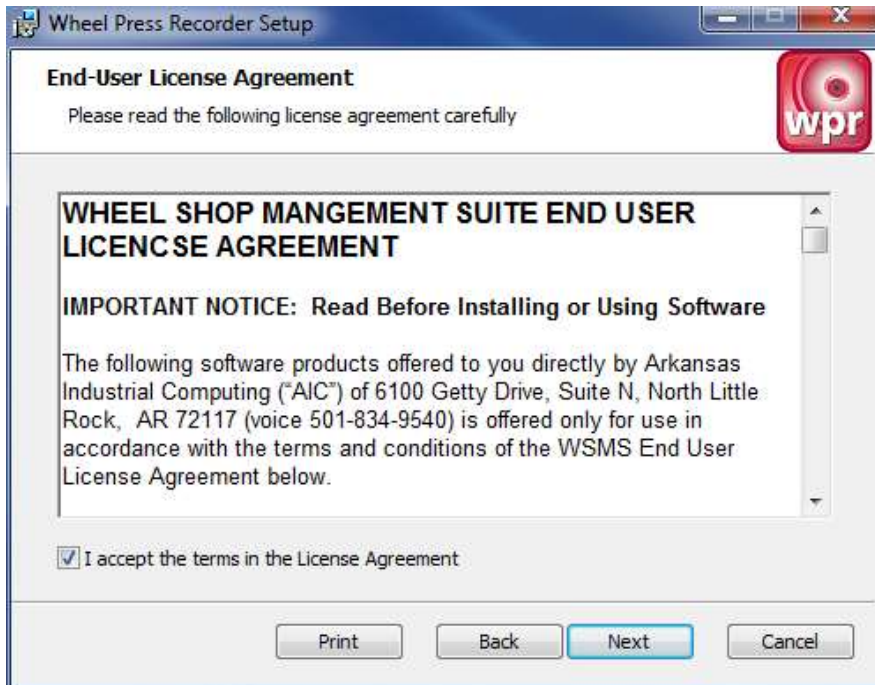 Wheel Press Recorder Setup
End-User License Agreement
Please read the following license agreement carefully
wpr
WHEEL SHOP MANGEMENT SUITE END USER
LICENCSE AGREEMENT
IMPORTANT NOTICE:  Read Before Installing or Using Software
The following software products offered to you directly by Arkansas
Industrial Computing (“AIC”) of 6100 Getty Drive, Suite N, North Little
Rock,  AR 72117 (voice 501-834-9540) is offered only for use in
accordance with the terms and conditions of the WSMS End User
License Agreement below.
I accept the terms in the License Agreement
Print Back Next Cancel